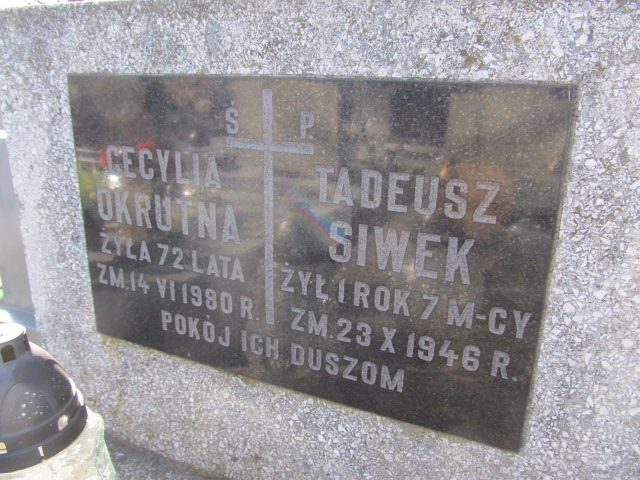 Ś. P.
CECYLIA
OKRUTNA
ŻYŁA 72 LATA
ZM. 14 VI 1980 R.
TADEUSZ
SIWEK
ŻYŁ 1 ROK 7 M-CY
ZM. 23 X 1946 R.
POKÓJ ICH DUSZOM